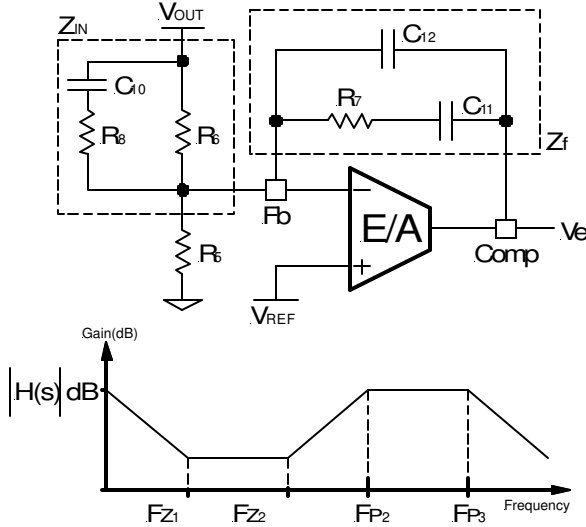 VOUT
ZIN
C10
R8
R6
R5
C12
R7
C11
Zf
Fb
E/A
Comp
Ve
VREF
Gain(dB)
|H(s)| dB
FZ1
FZ2
FP2
FP3
Frequency